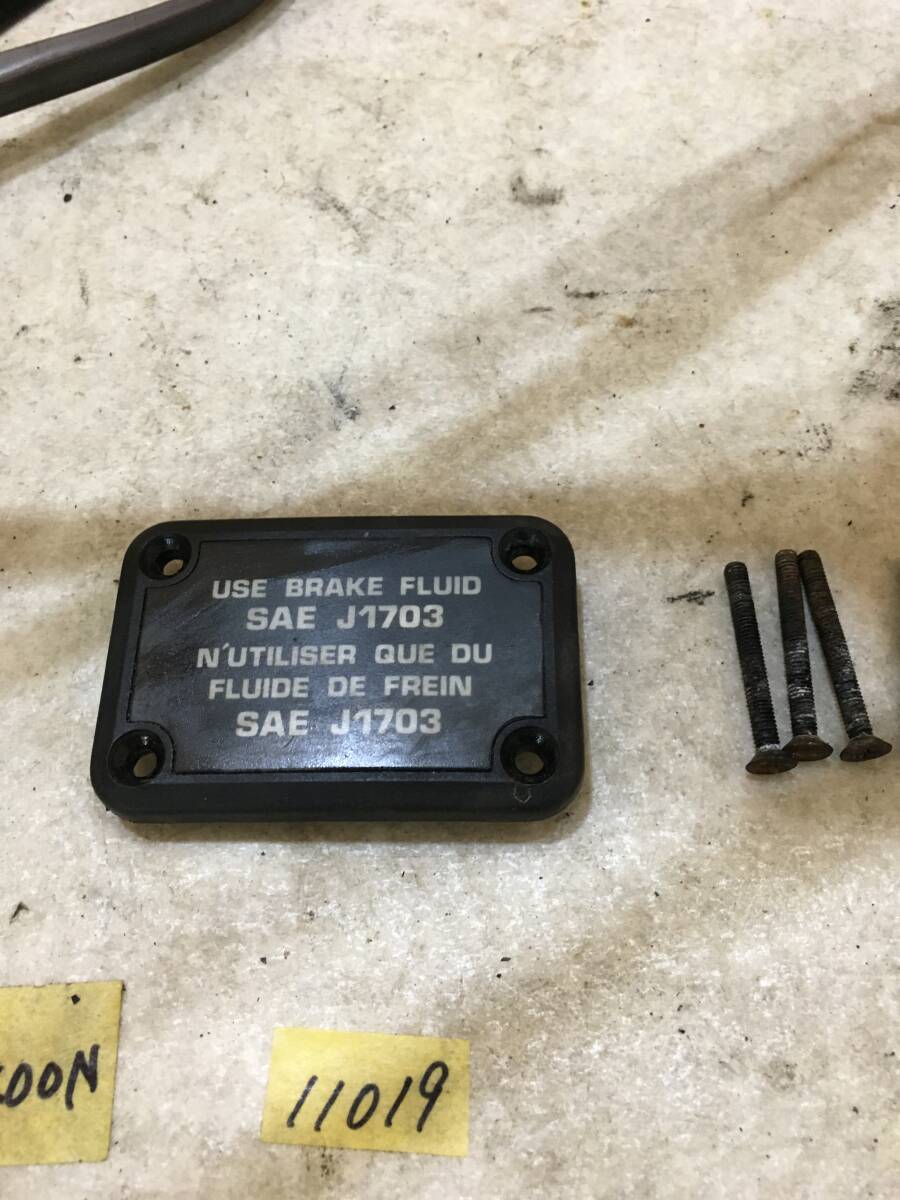 USE BRAKE FLUID
SAE J1703
N'UTILISER QUE DU
FLUIDE DE FREIN
SAE J1703
11019